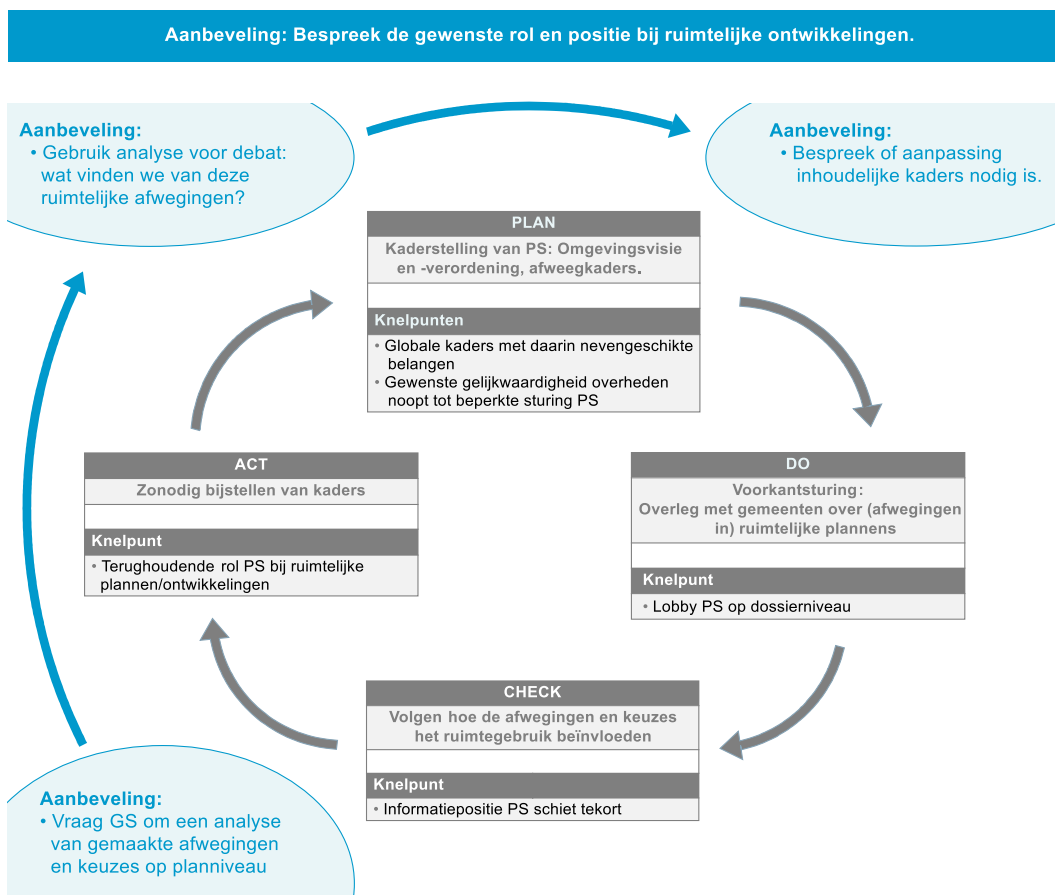 Aanbeveling: Bespreek de gewenste rol en positie bij ruimtelijke ontwikkelingen.
Aanbeveling:
• Gebruik analyse voor debat:
wat vinden we van deze
ruimtelijke afwegingen?
Aanbeveling:
• Bespreek of aanpassing
inhoudelijke kaders nodig is.
PLAN
Kaderstelling van PS: Omgevingsvisie
en -verordening, afweegkaders.
Knelpunten
• Globale kaders met daarin nevengeschikte
belangen
• Gewenste gelijkwaardigheid overheden
noopt tot beperkte sturing PS
ACT
Zonodig bijstellen van kaders
Knelpunt
• Terughoudende rol PS bij ruimtelijke
plannen/ontwikkelingen
DO
Voorkantsturing:
Overleg met gemeenten over (afwegingen
in) ruimtelijke plannens
Knelpunt
• Lobby PS op dossierniveau
CHECK
Volgen hoe de afwegingen en keuzes
het ruimtegebruik beïnvloeden
Knelpunt
• Informatiepositie PS schiet tekort
Aanbeveling:
• Vraag GS om een analyse
van gemaakte afwegingen
en keuzes op planniveau